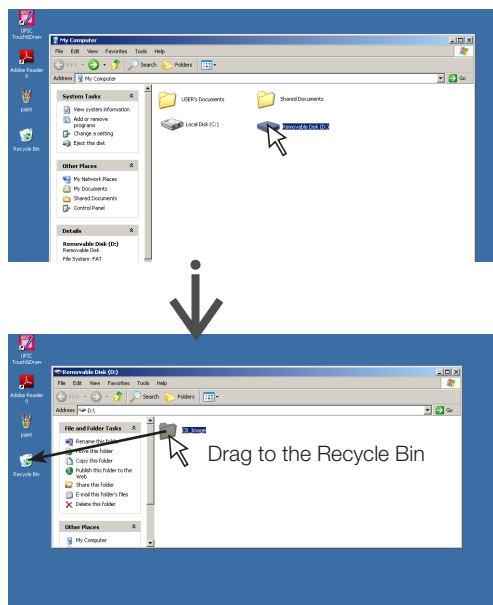 UPIC
Touch&Draw
Adobe Reader
9
paint
Recycle Bin
My Computer
File Edit View Favorites Tools Help
Back Search Folders
Address My Computer Go
System Tasks
View system information
Add or remove
programs
Change a setting
Eject this disk
Other Places
My Network Places
My Documents
Shared Documents
Control Panel
Details
Removable Disk (D:)
Removable Disk
File System: FAT
USER's Documents
Shared Documents
Local Disk (C:)
Removable Disk (D:)
UPIC
Touch&Draw
Adobe Reader
9
paint
Recycle Bin
Removable Disk (D:)
File Edit View Favorites Tools Help
Back Search Folders
Address D:\ Go
File and Folder Tasks
Rename this folder
Move this folder
Copy this folder
Publish this folder to the
Web
Share this folder
E-mail this folder's files
Delete this folder
Other Places
My Computer
CB_Image
Drag to the Recycle Bin